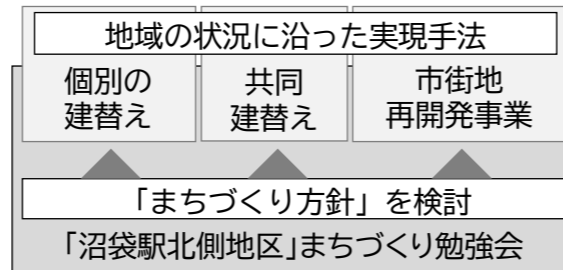 地域の状況に沿った実現手法
個別の
建替え
共同
建替え
市街地
再開発事業
「まちづくり方針」を検討
「沼袋駅北側地区」まちづくり勉強会